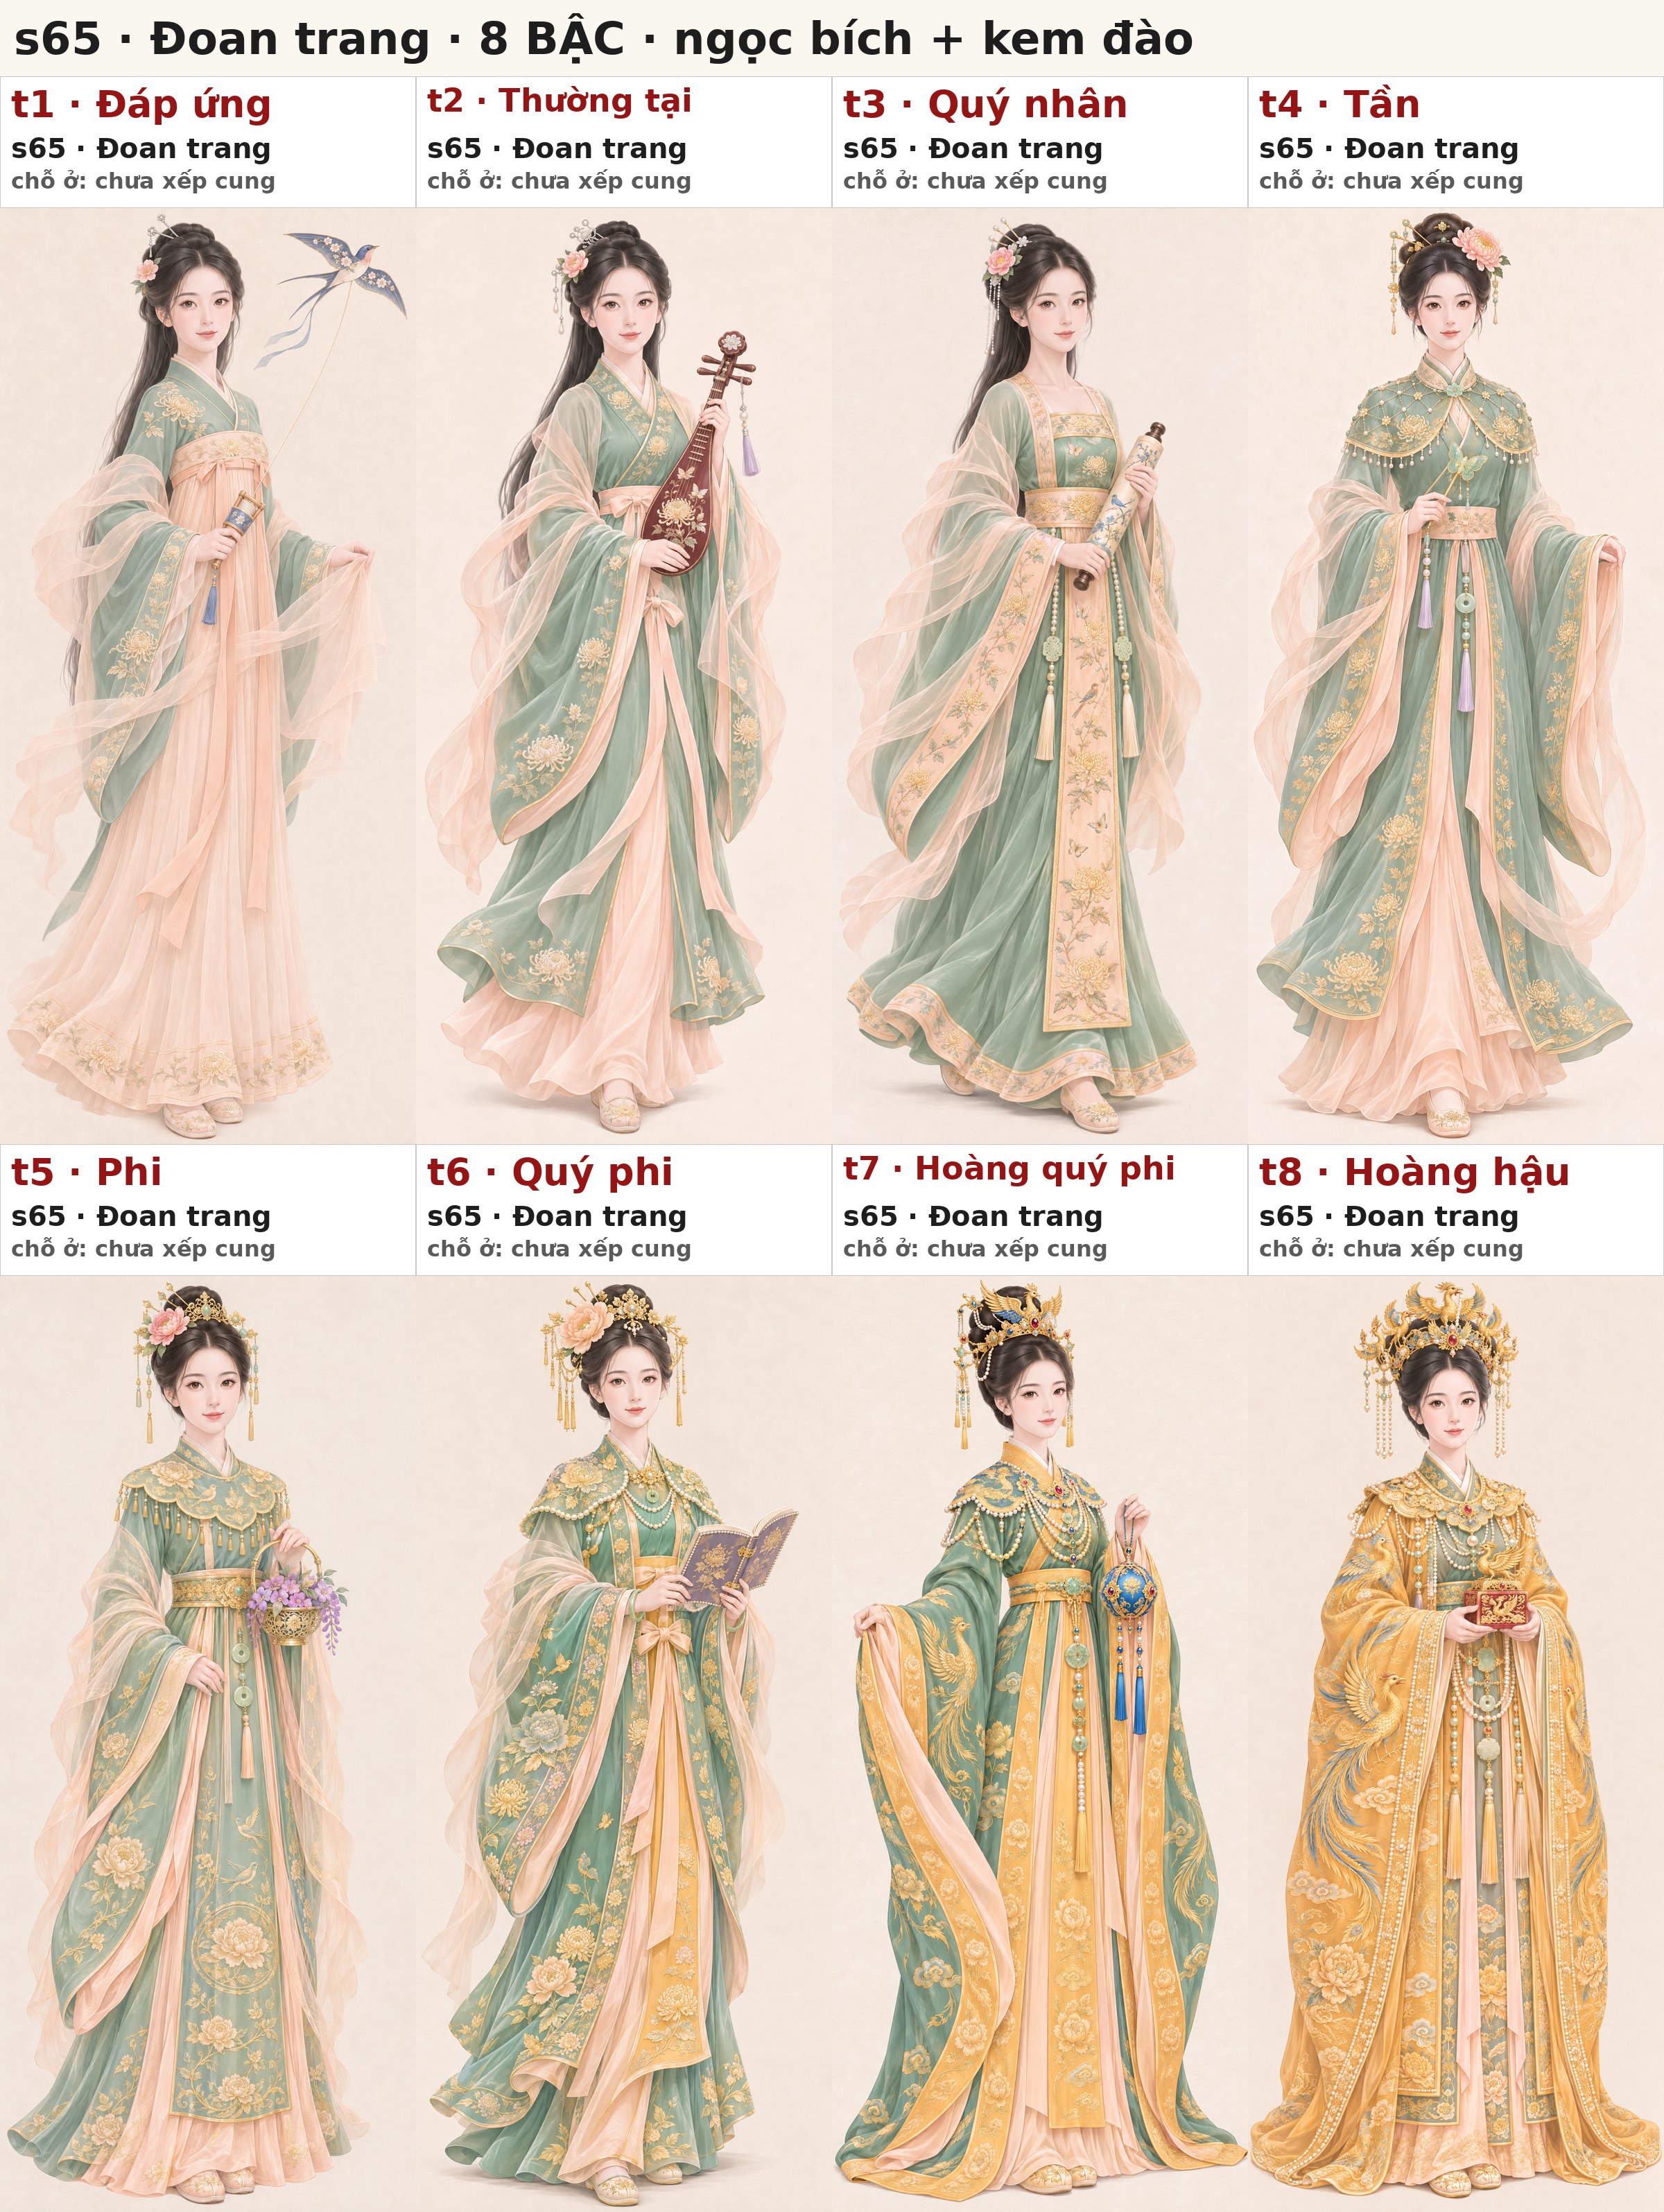 s65 · Đoan trang · 8 BẬC · ngọc bích + kem đào
t1 · Đáp ứng
s65 · Đoan trang
chỗ ở: chưa xếp cung
t2 · Thường tại
s65 · Đoan trang
chỗ ở: chưa xếp cung
t3 · Quý nhân
s65 · Đoan trang
chỗ ở: chưa xếp cung
t4 · Tần
s65 · Đoan trang
chỗ ở: chưa xếp cung
t5 · Phi
s65 · Đoan trang
chỗ ở: chưa xếp cung
t6 · Quý phi
s65 · Đoan trang
chỗ ở: chưa xếp cung
t7 · Hoàng quý phi
s65 · Đoan trang
chỗ ở: chưa xếp cung
t8 · Hoàng hậu
s65 · Đoan trang
chỗ ở: chưa xếp cung